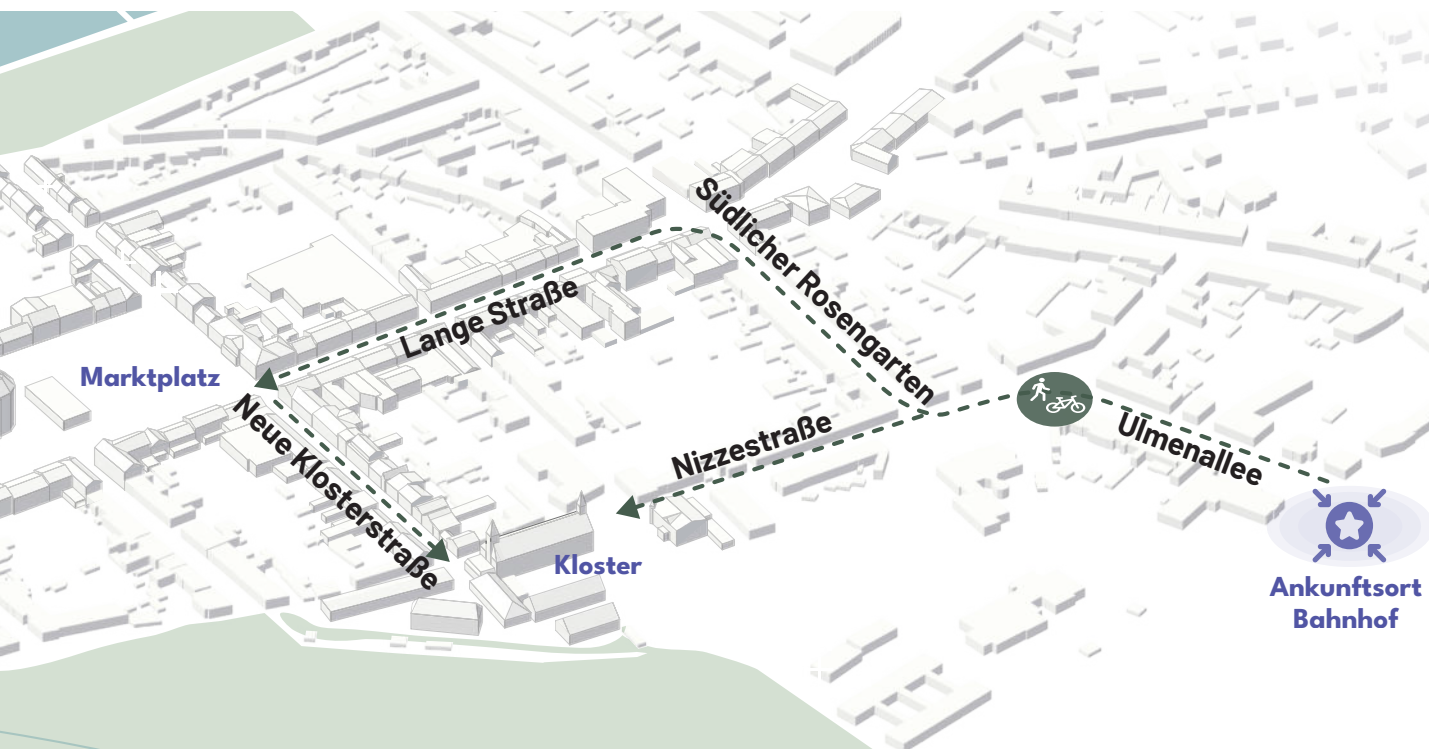 Südlicher Rosengarten
Lange Straße
Marktplatz
Neue Klosterstraße
Nizzestraße
Ulmenallee
Kloster
Ankunftsort
Bahnhof